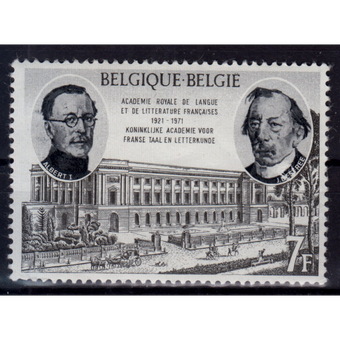 BELGIQUE·BELGIE
ACADEMIE ROYALE DE LANGUE
ET DE LITTERATURE FRANÇAISES
1921 - 1971
KONINKLIJKE ACADEMIE VOOR
FRANSE TAAL EN LETTERKUNDE
ALBERT I
7F